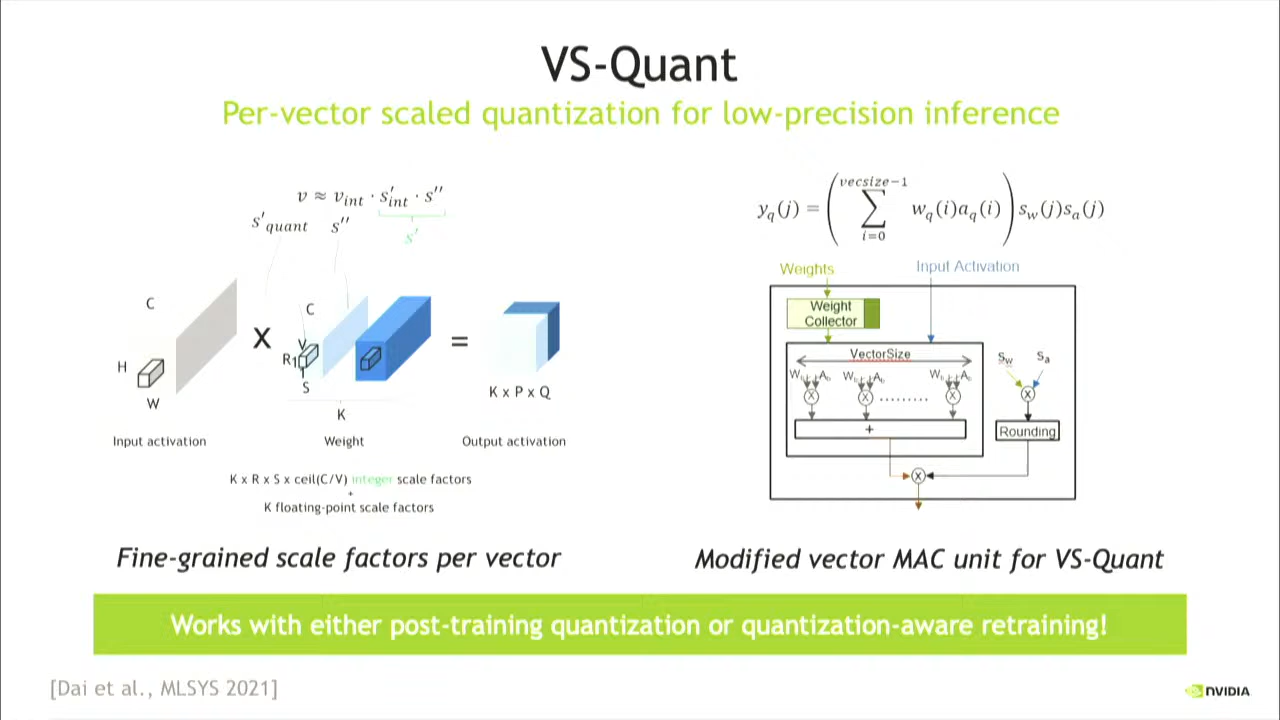 VS-Quant
Per-vector scaled quantization for low-precision inference
v ≈ v_int · s'_int · s''
s'
s'_quant s''
C
H
W
X
C
V
R
S
K
=
K x P x Q
Input activation
Weight
Output activation
K x R x S x ceil(C/V) integer scale factors
+
K floating-point scale factors
Fine-grained scale factors per vector
y_q(j) = (∑_{i=0}^{vecsize-1} w_q(i)a_q(i)) s_w(j)s_a(j)
Weights
Input Activation
Weight
Collector
VectorSize
+
S_w S_a
Rounding
Modified vector MAC unit for VS-Quant
Works with either post-training quantization or quantization-aware retraining!
[Dai et al., MLSYS 2021]
NVIDIA